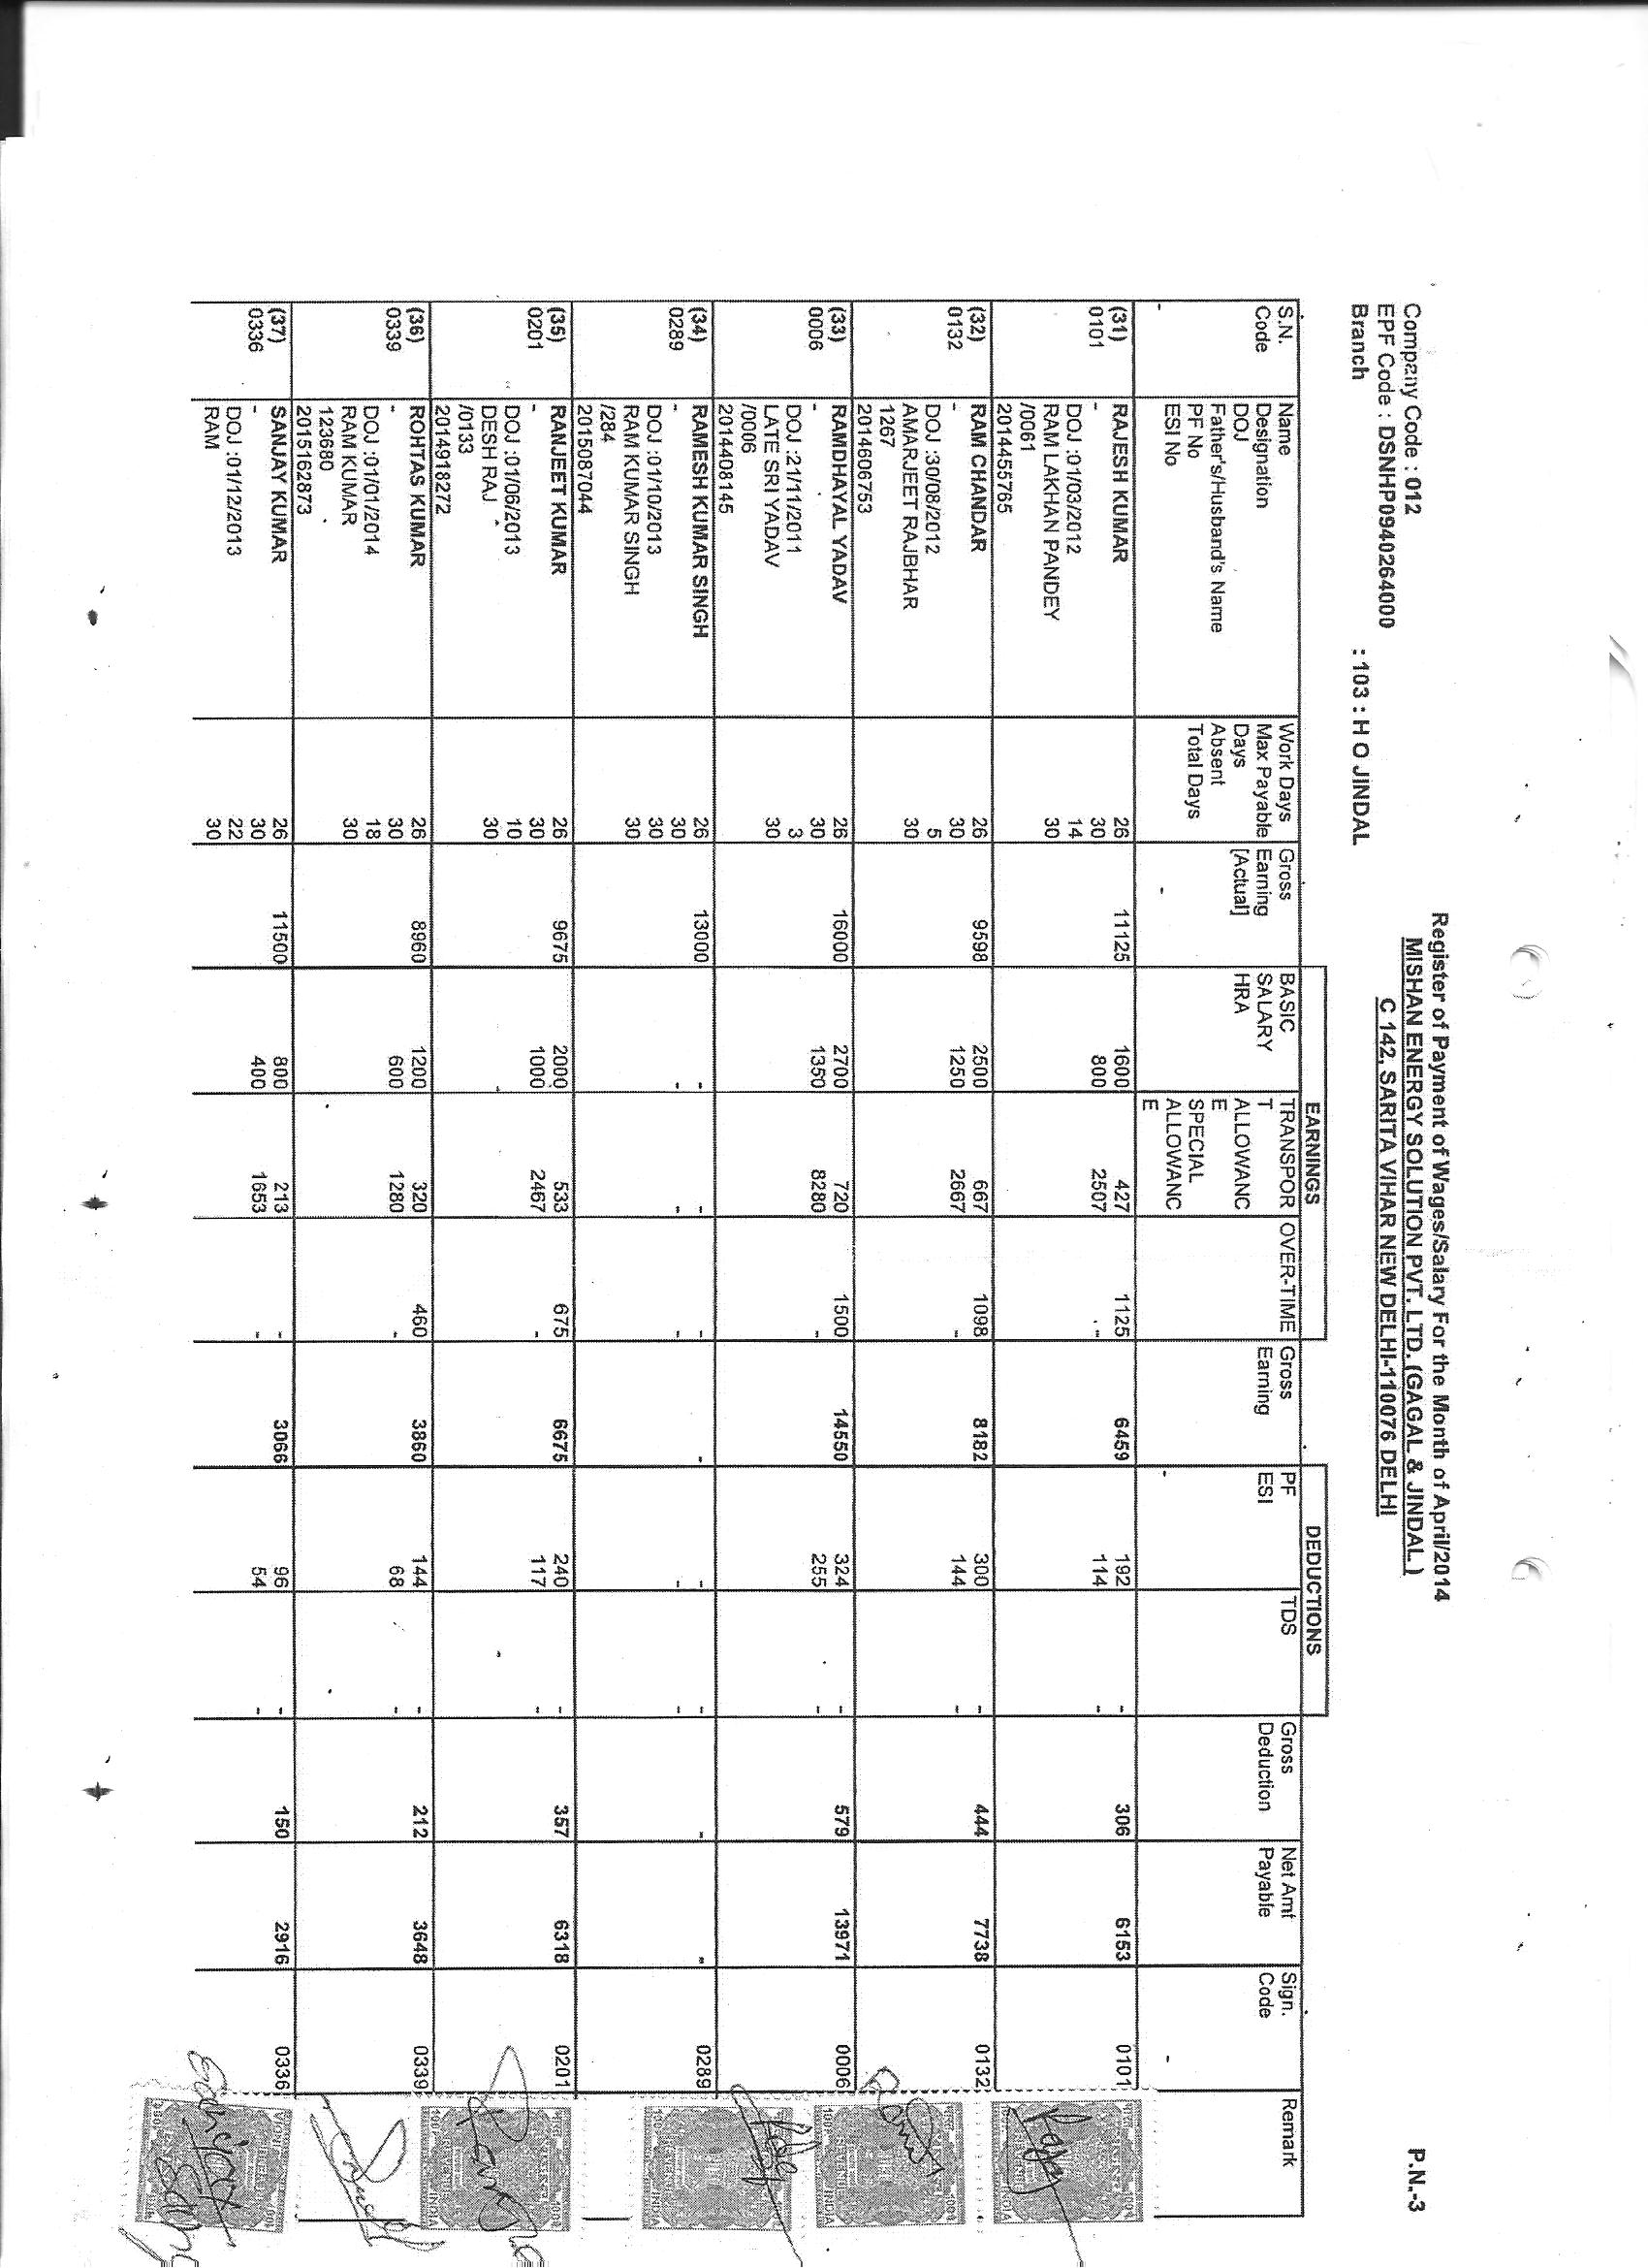 Register of Payment of Wages/Salary For the Month of April/2014
P.N.-3
MISHAN ENERGY SOLUTION PVT. LTD. (GAGAL & JINDAL)
Company Code : 012
C 142, SARITA VIHAR NEW DELHI-110076 DELHI
EPF Code : DSNHP0940264000
Branch : 103 : H O JINDAL
EARNINGS DEDUCTIONS
S.N. Name Work Days Gross BASIC TRANSPOR OVER-TIME Gross PF TDS Gross Net Amt Sign. Remark
Code Designation Max Payable Earning SALARY T Earning ESI Deduction Payable Code
DOJ Days [Actual] HRA ALLOWANC
Father's/Husband's Name Absent E
PF No Total Days SPECIAL
ESI No ALLOWANC
E
(31) RAJESH KUMAR 26 11125 1600 427 1125 6459 192 - 306 6153 0101
0101 - 30 800 2507 - 114 -
DOJ :01/03/2012 14
RAM LAKHAN PANDEY 30
/0061
2014455765
(32) RAM CHANDAR 26 9598 2500 667 1098 8182 300 - 444 7738 0132
0132 - 30 1250 2667 - 144 -
DOJ :30/08/2012 5
AMARJEET RAJBHAR 30
1267
2014606753
(33) RAMDHAYAL YADAV 26 16000 2700 720 1500 14550 324 - 579 13971 0006
0006 - 30 1350 8280 - 255 -
DOJ :21/11/2011 3
LATE SRI YADAV 30
/0006
2014408145
(34) RAMESH KUMAR SINGH 26 13000 - - - - - - - - 0289
0289 - 30 - - - - -
DOJ :01/10/2013 30
RAM KUMAR SINGH 30
/284
2015087044
(35) RANJEET KUMAR 26 9675 2000 533 675 6675 240 - 357 6318 0201
0201 - 30 1000 2467 - 117 -
DOJ :01/06/2013 10
DESH RAJ 30
/0133
2014918272
(36) ROHTAS KUMAR 26 8960 1200 320 460 3860 144 - 212 3648 0339
0339 - 30 600 1280 - 68 -
DOJ :01/01/2014 18
RAM KUMAR 30
123680
2015162873
(37) SANJAY KUMAR 26 11500 800 213 - 3066 96 - 150 2916 0336
0336 - 30 400 1653 - 54 -
DOJ :01/12/2013 22
RAM 30